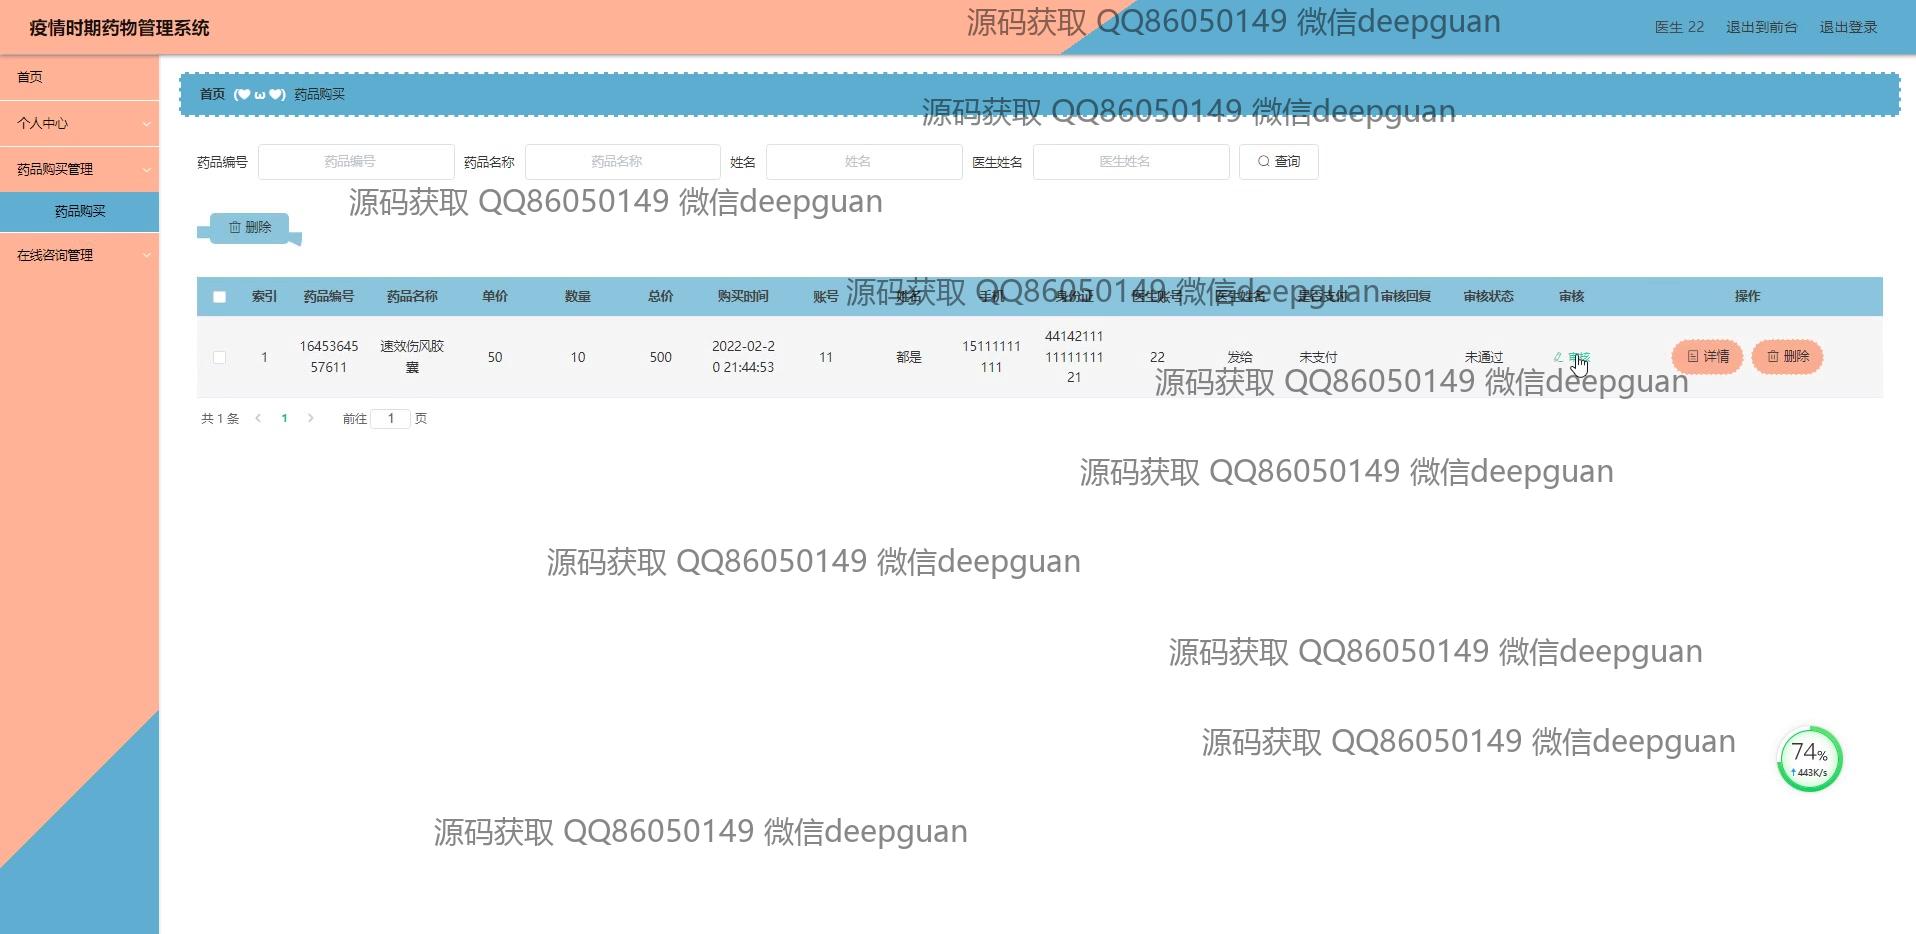 疫情时期药物管理系统
源码获取 QQ86050149 微信deepguan
医生 22 退出到前台 退出登录
首页
个人中心
药品购买管理
药品购买
在线咨询管理
首页 (♥ω♥) 药品购买
源码获取 QQ86050149 微信deepguan
药品编号 药品编号 药品名称 药品名称 姓名 姓名 医生姓名 医生姓名 查询
源码获取 QQ86050149 微信deepguan
删除
源码获取 QQ86050149 微信deepguan
索引 药品编号 药品名称 单价 数量 总价 购买时间 账号 姓名 手机 身份证 医生账号 医生姓名 是否支付 审核回复 审核状态 审核 操作
1 16453645 速效伤风胶 50 10 500 2022-02-2 11 都是 15111111 44142111 22 发给 未支付 未通过 审核 详情 删除
57611 囊 0 21:44:53 111 11111111
21
源码获取 QQ86050149 微信deepguan
共 1 条 1 前往 1 页
源码获取 QQ86050149 微信deepguan
源码获取 QQ86050149 微信deepguan
源码获取 QQ86050149 微信deepguan
源码获取 QQ86050149 微信deepguan
74%
↑443K/s
源码获取 QQ86050149 微信deepguan